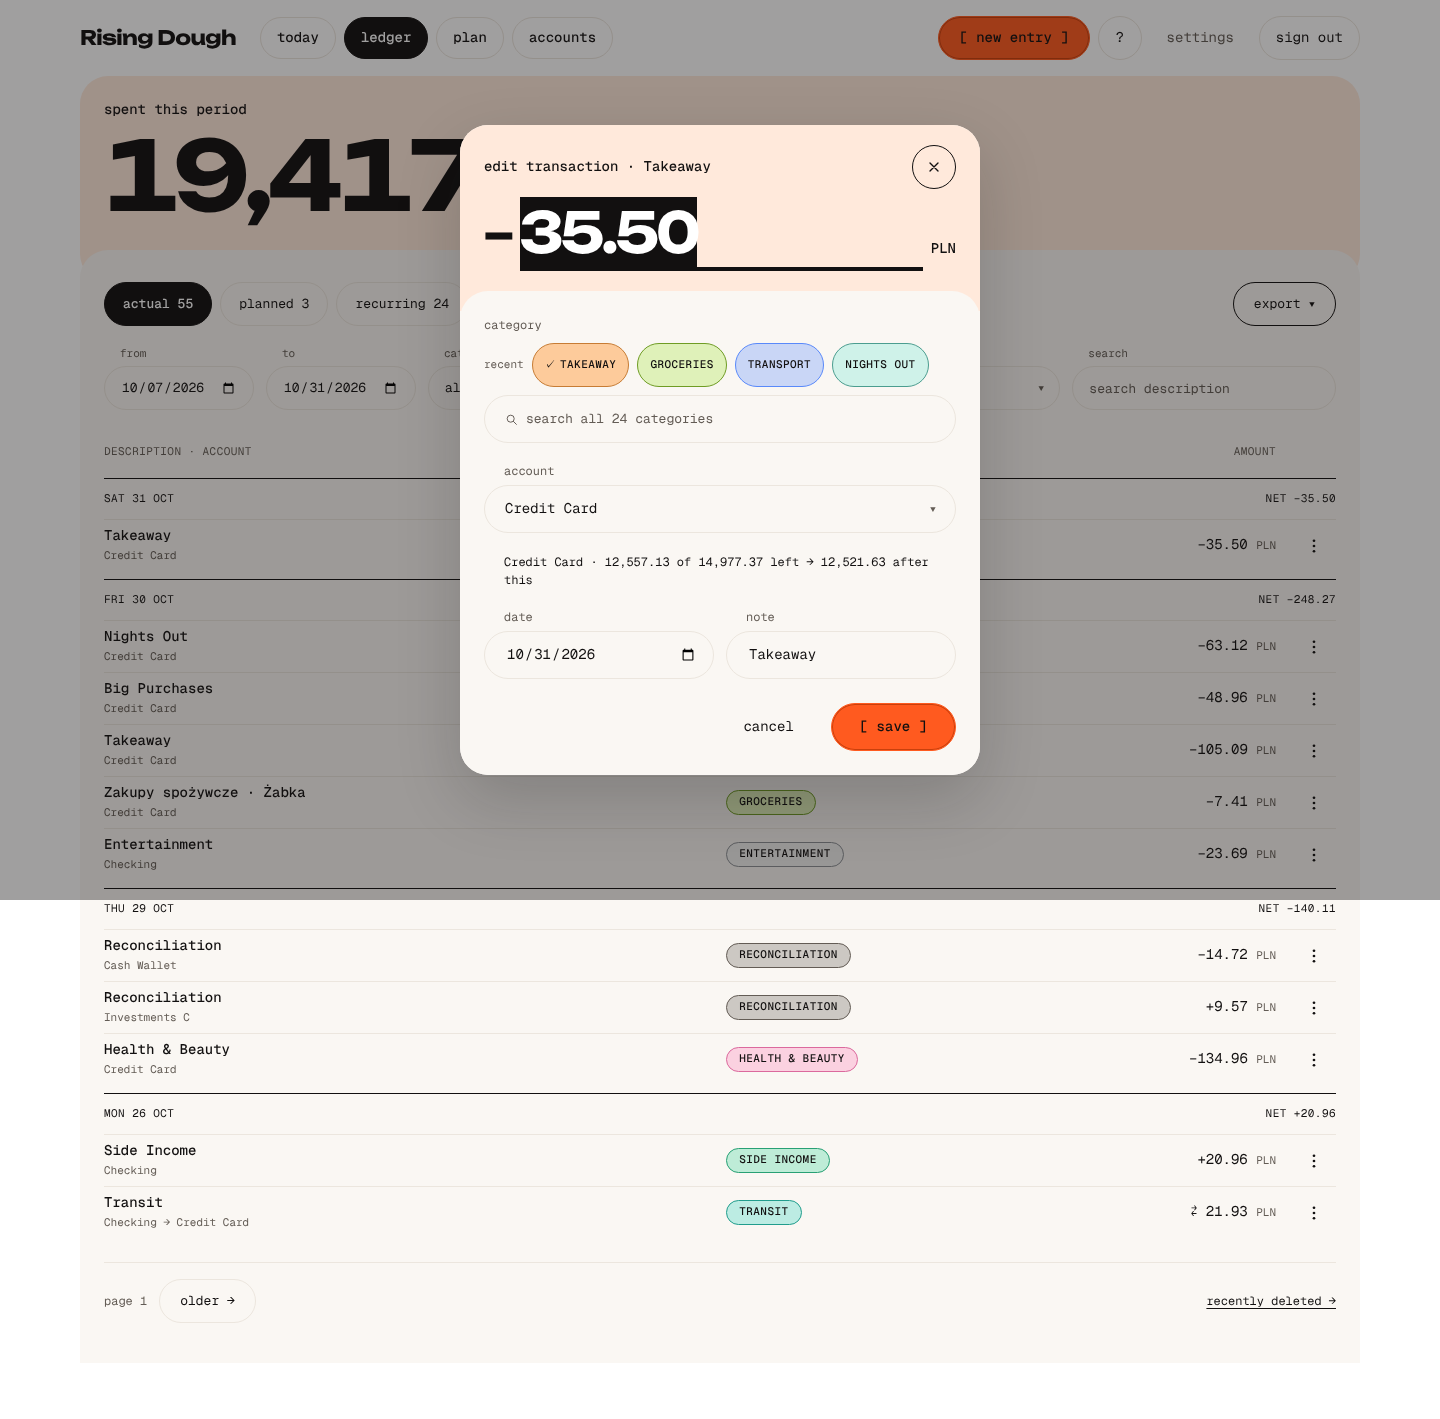 Rising Dough today ledger plan accounts [ new entry ] ? settings sign out
spent this period
19,417
edit transaction · Takeaway
−35.50 PLN
actual 55 planned 3 recurring 24 export ▾
category
recent ✓ TAKEAWAY GROCERIES TRANSPORT NIGHTS OUT
search all 24 categories
account
Credit Card ▾
Credit Card · 12,557.13 of 14,977.37 left → 12,521.63 after
this
date note
10/31/2026 Takeaway
cancel [ save ]
from to search
10/07/2026 10/31/2026 search description
DESCRIPTION · ACCOUNT AMOUNT
SAT 31 OCT NET −35.50
Takeaway −35.50 PLN
Credit Card
FRI 30 OCT NET −248.27
Nights Out −63.12 PLN
Credit Card
Big Purchases −48.96 PLN
Credit Card
Takeaway −105.09 PLN
Credit Card
Zakupy spożywcze · Żabka GROCERIES −7.41 PLN
Credit Card
Entertainment ENTERTAINMENT −23.69 PLN
Checking
THU 29 OCT NET −140.11
Reconciliation RECONCILIATION −14.72 PLN
Cash Wallet
Reconciliation RECONCILIATION +9.57 PLN
Investments C
Health & Beauty HEALTH & BEAUTY −134.96 PLN
Credit Card
MON 26 OCT NET +20.96
Side Income SIDE INCOME +20.96 PLN
Checking
Transit TRANSIT ⇄ 21.93 PLN
Checking → Credit Card
page 1 older → recently deleted →